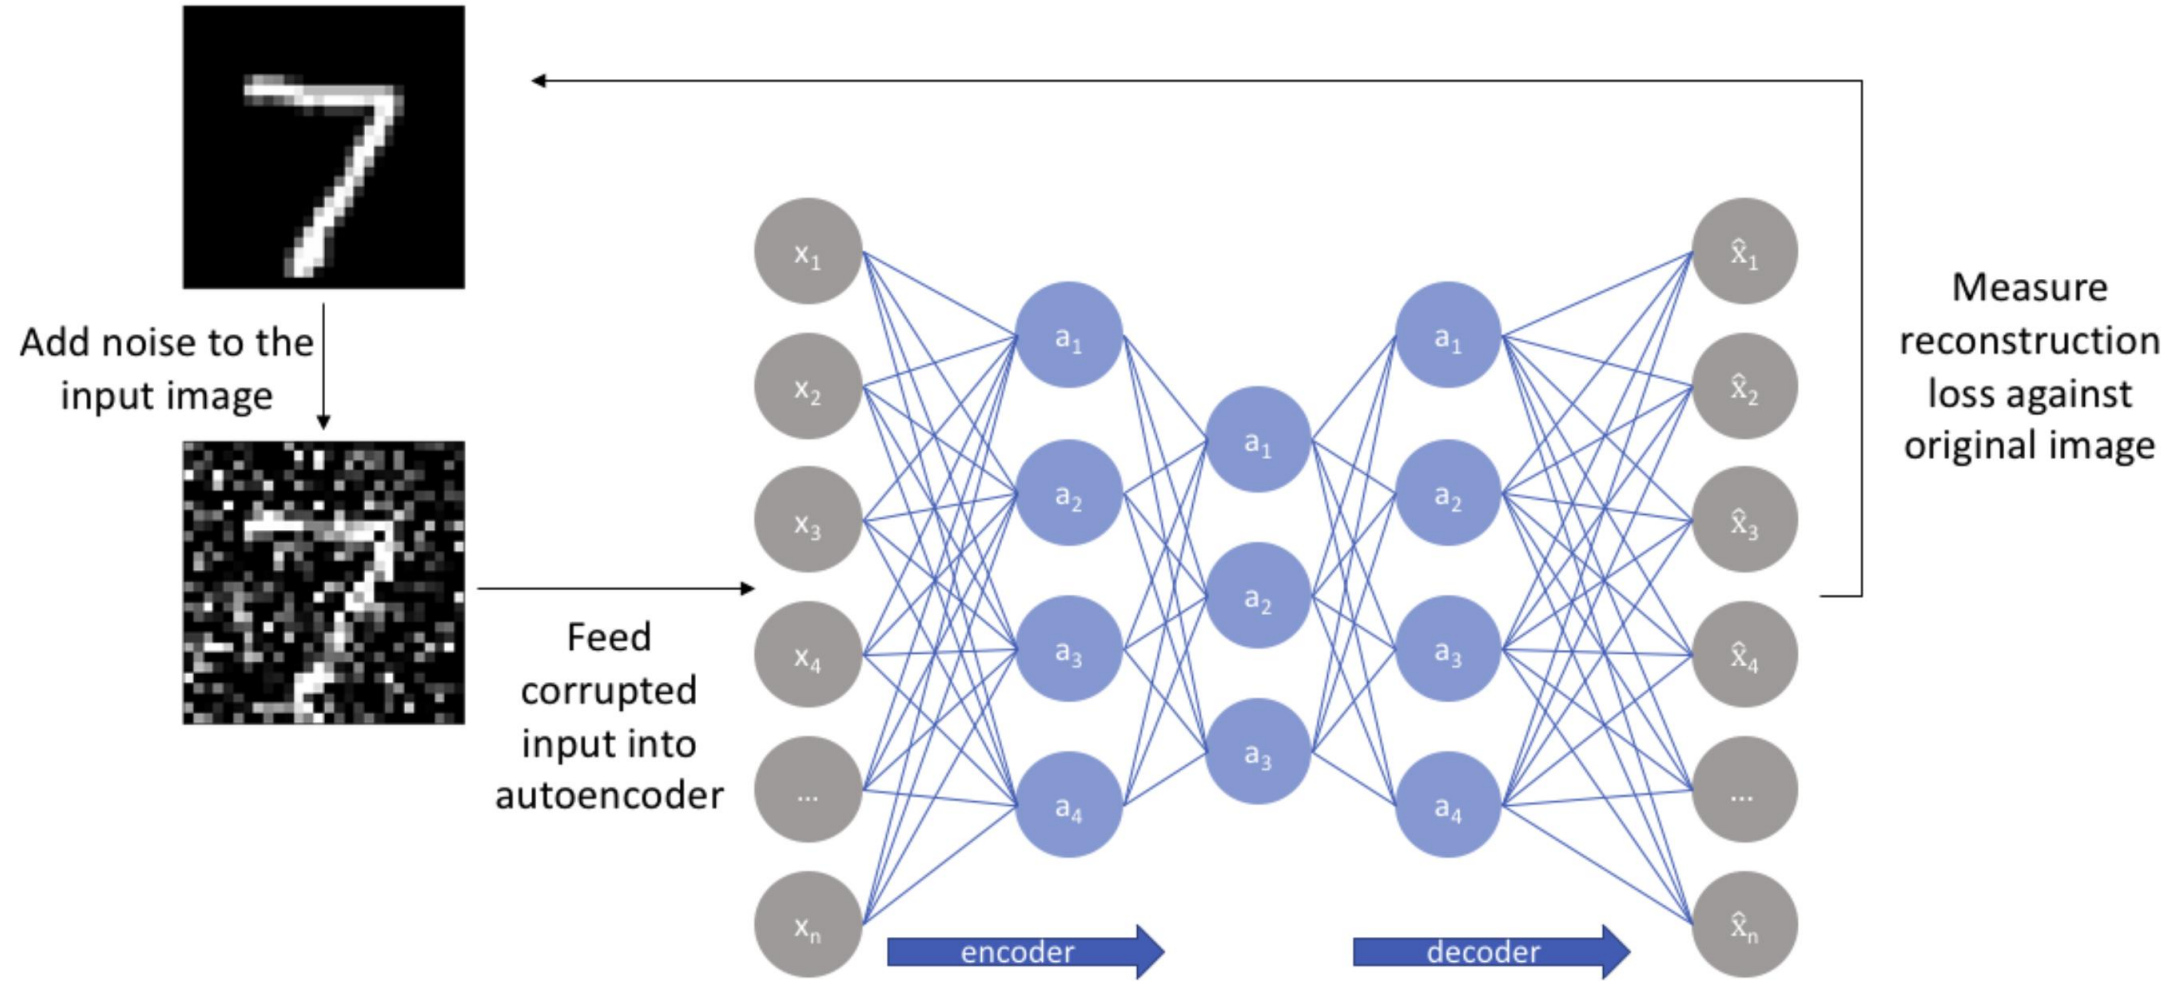 Add noise to the
input image
Feed
corrupted
input into
autoencoder
x₁
x₂
x₃
x₄
...
xₙ
a₁
a₂
a₃
a₄
a₁
a₂
a₃
a₁
a₂
a₃
a₄
x̂₁
x̂₂
x̂₃
x̂₄
...
x̂ₙ
encoder
decoder
Measure
reconstruction
loss against
original image
7
7